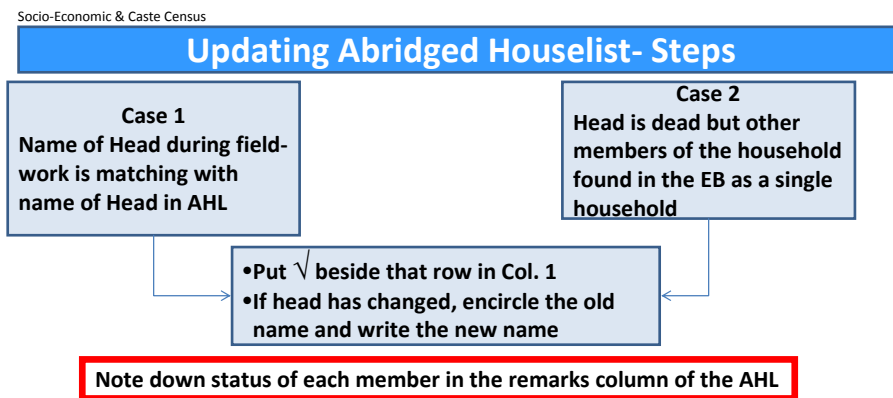 Socio-Economic & Caste Census
Updating Abridged Houselist- Steps
Case 1
Name of Head during field-
work is matching with
name of Head in AHL
Case 2
Head is dead but other
members of the household
found in the EB as a single
household
•Put √ beside that row in Col. 1
•If head has changed, encircle the old
name and write the new name
Note down status of each member in the remarks column of the AHL